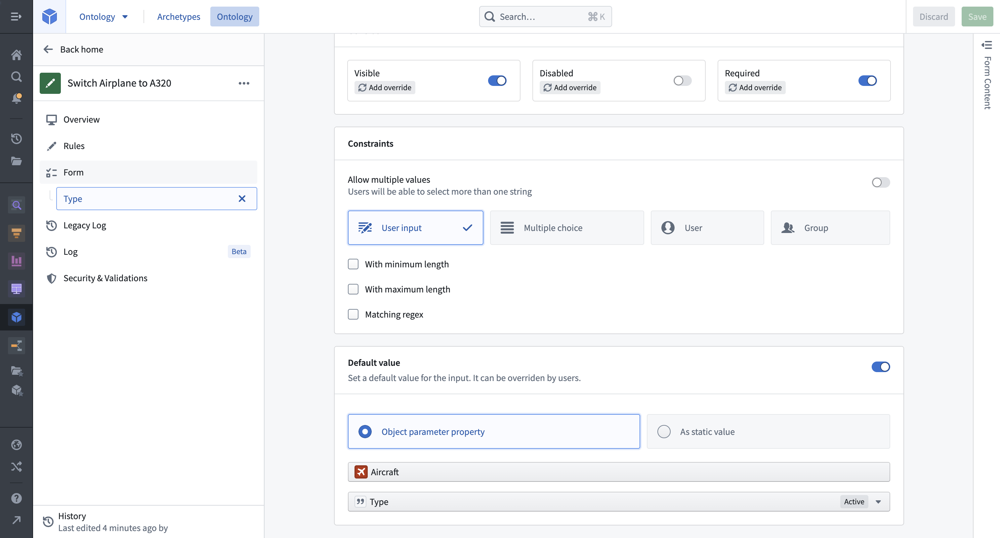 Ontology
Archetypes
Ontology
Search…
⌘ K
Discard
Save
Back home
Switch Airplane to A320
Overview
Rules
Form
Type
Legacy Log
Log
Beta
Security & Validations
History
Last edited 4 minutes ago by
Visible
Add override
Disabled
Add override
Required
Add override
Constraints
Allow multiple values
Users will be able to select more than one string
User input
Multiple choice
User
Group
With minimum length
With maximum length
Matching regex
Default value
Set a default value for the input. It can be overriden by users.
Object parameter property
As static value
Aircraft
Type
Active
Form Content